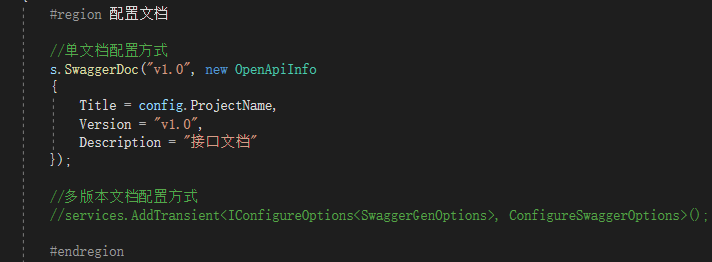 #region 配置文档
//单文档配置方式
s.SwaggerDoc("v1.0", new OpenApiInfo
{
Title = config.ProjectName,
Version = "v1.0",
Description = "接口文档"
});
//多版本文档配置方式
//services.AddTransient<IConfigureOptions<SwaggerGenOptions>, ConfigureSwaggerOptions>();
#endregion